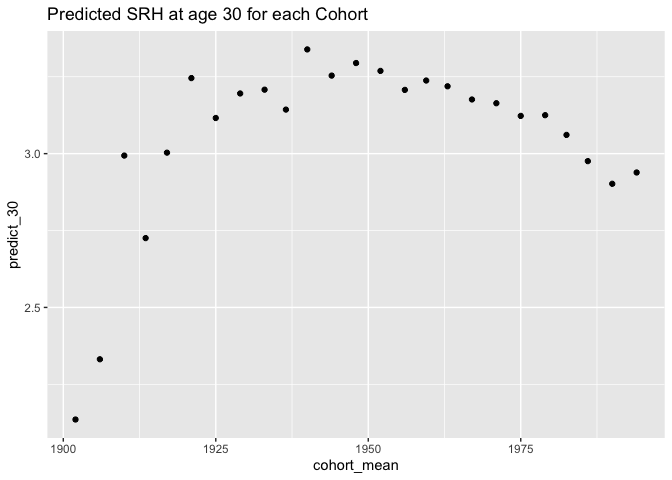 Predicted SRH at age 30 for each Cohort
predict_30
3.0
2.5
1900 1925 1950 1975
cohort_mean